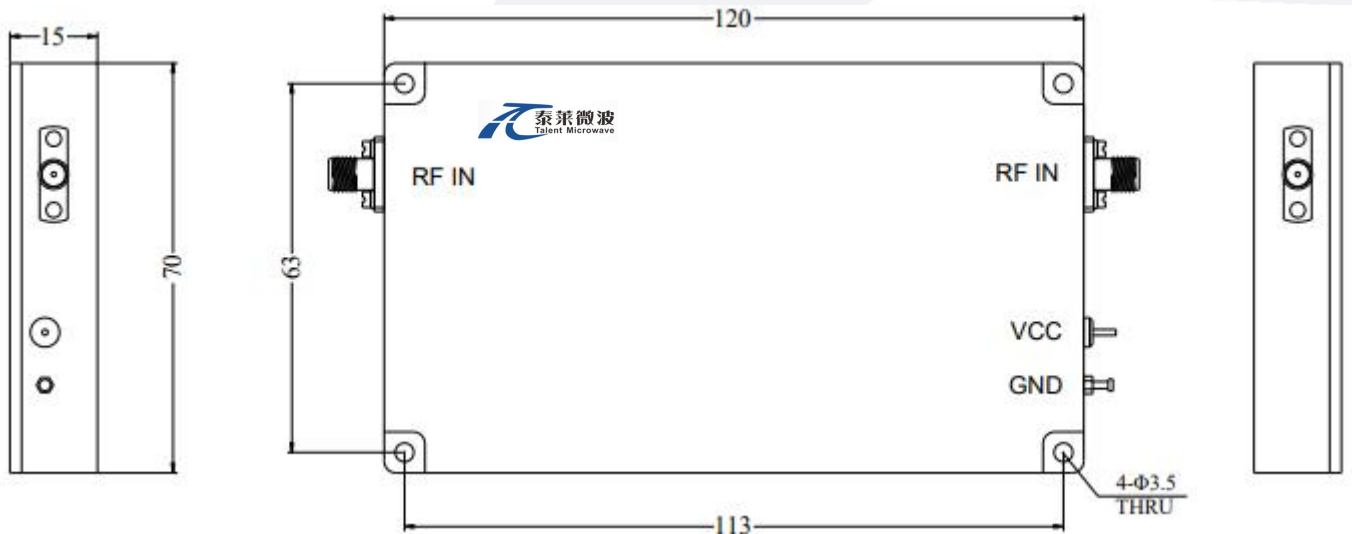 120
15
泰莱微波
Talent Microwave
RF IN
RF IN
70
63
VCC
GND
4-Φ3.5
THRU
113